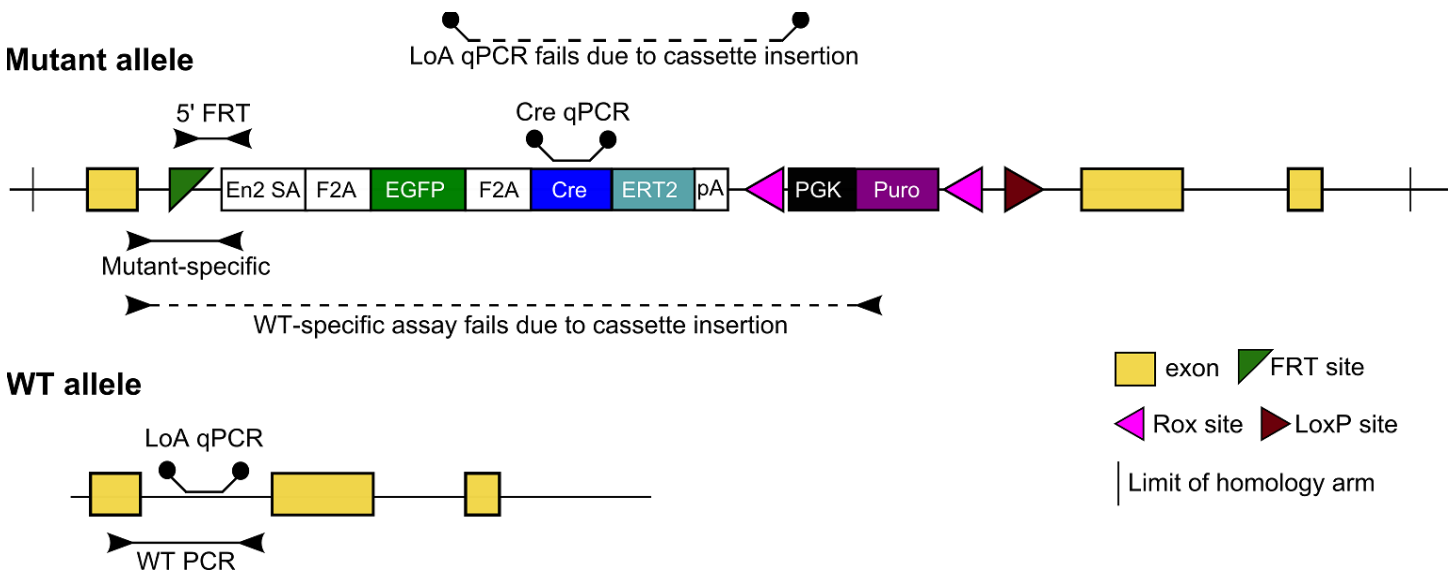 LoA qPCR fails due to cassette insertion
Mutant allele
5' FRT
Cre qPCR
En2 SA F2A EGFP F2A Cre ERT2 pA PGK Puro
Mutant-specific
WT-specific assay fails due to cassette insertion
WT allele
exon FRT site
LoA qPCR
Rox site LoxP site
Limit of homology arm
WT PCR